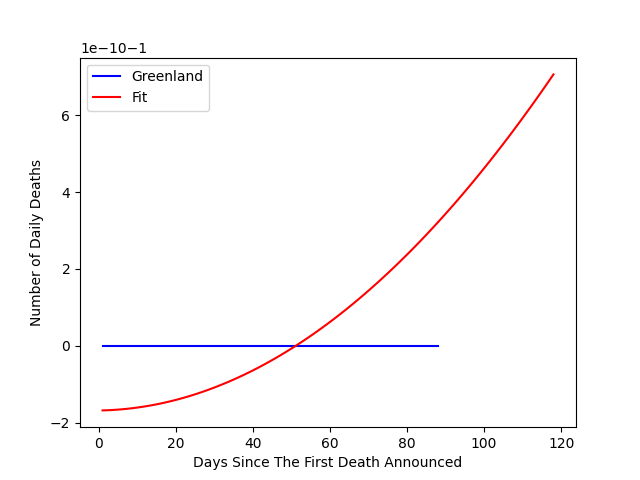 1e−10−1
Greenland
Fit
6
4
2
0
−2
0 20 40 60 80 100 120
Number of Daily Deaths
Days Since The First Death Announced